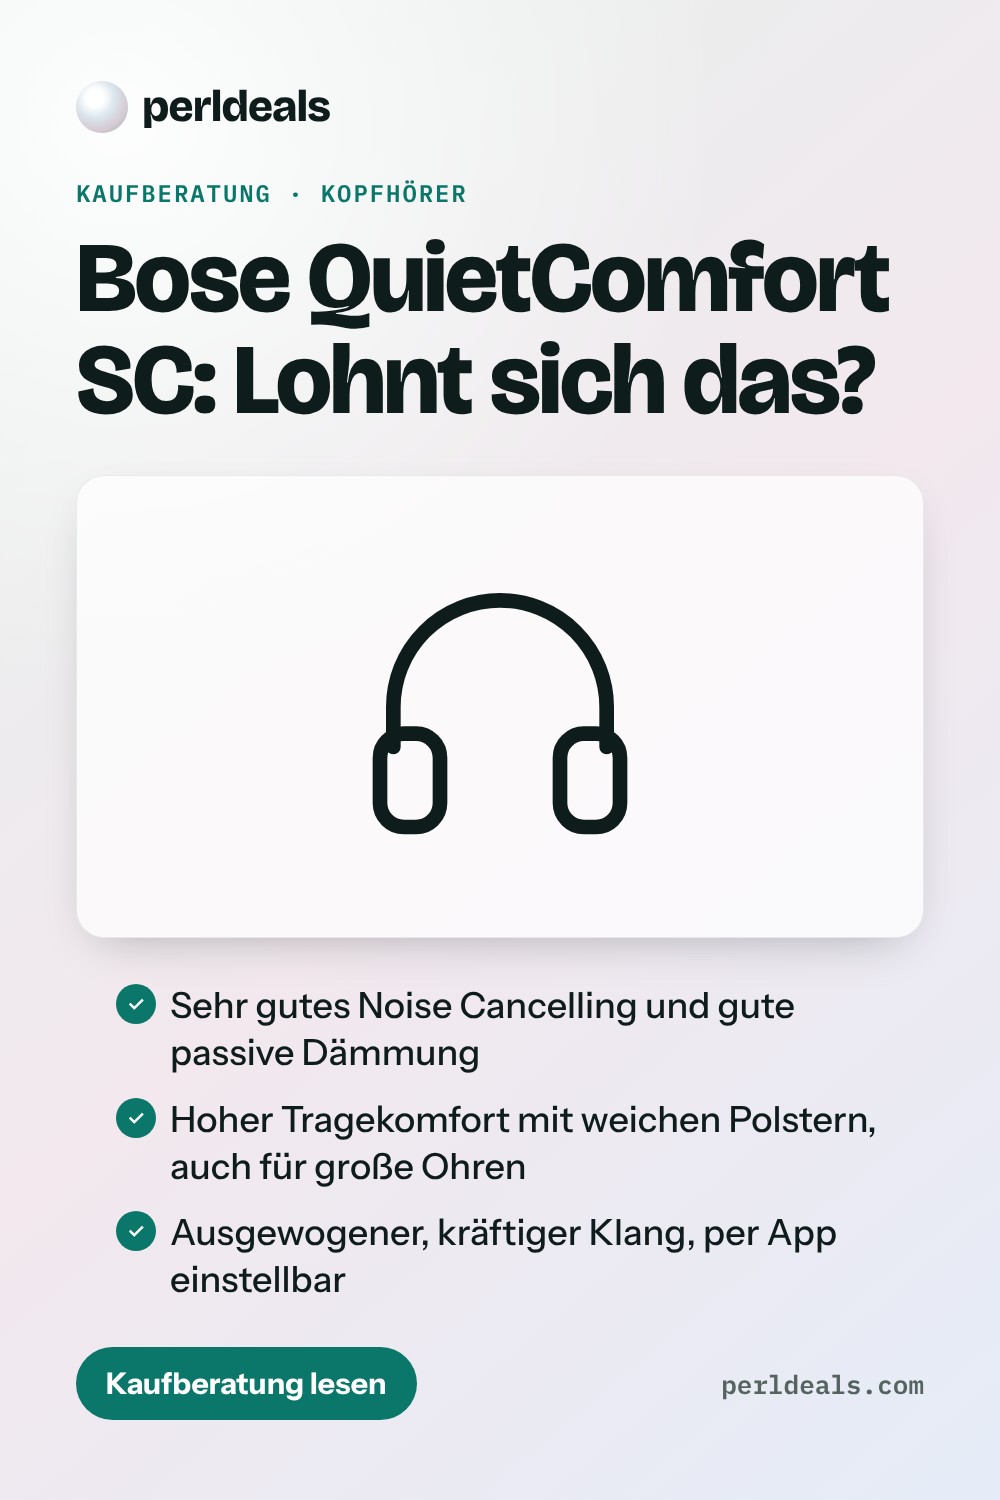 perldeals
KAUFBERATUNG · KOPFHÖRER
Bose QuietComfort
SC: Lohnt sich das?
Sehr gutes Noise Cancelling und gute
passive Dämmung
Hoher Tragekomfort mit weichen Polstern,
auch für große Ohren
Ausgewogener, kräftiger Klang, per App
einstellbar
Kaufberatung lesen
perldeals.com